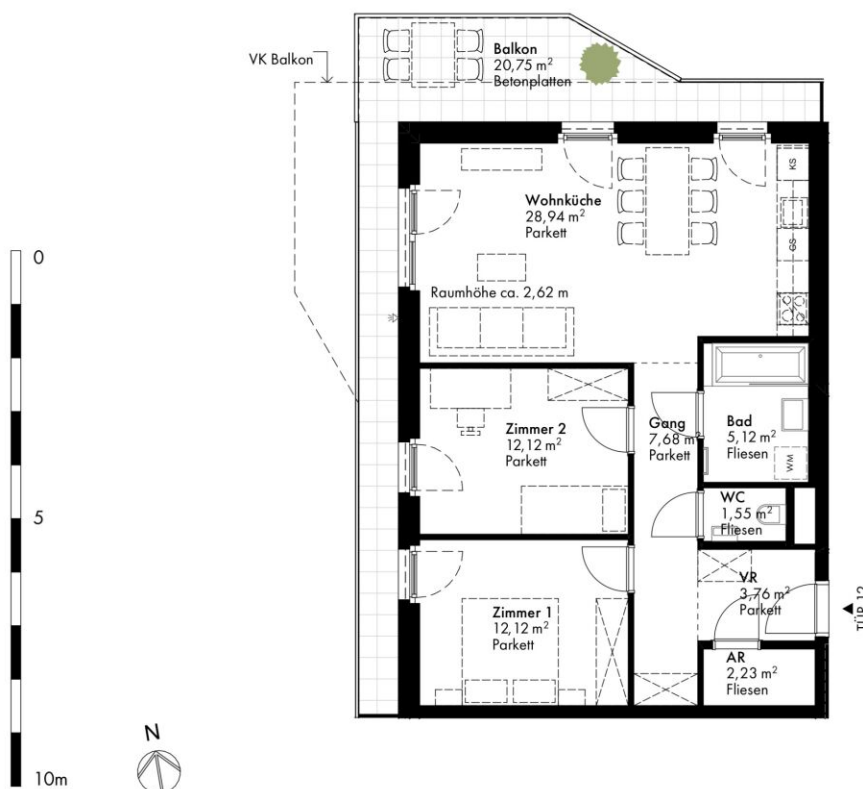 VK Balkon
Balkon
20,75 m²
Betonplatten
KS
Wohnküche
28,94 m²
Parkett
GS
0
Raumhöhe ca. 2,62 m
Zimmer 2
12,12 m²
Parkett
Gang
7,68 m²
Parkett
Bad
5,12 m²
Fliesen
WM
WC
1,55 m²
Fliesen
5
VR
3,76 m²
Parkett
TÜR 12
Zimmer 1
12,12 m²
Parkett
AR
2,23 m²
Fliesen
N
10m